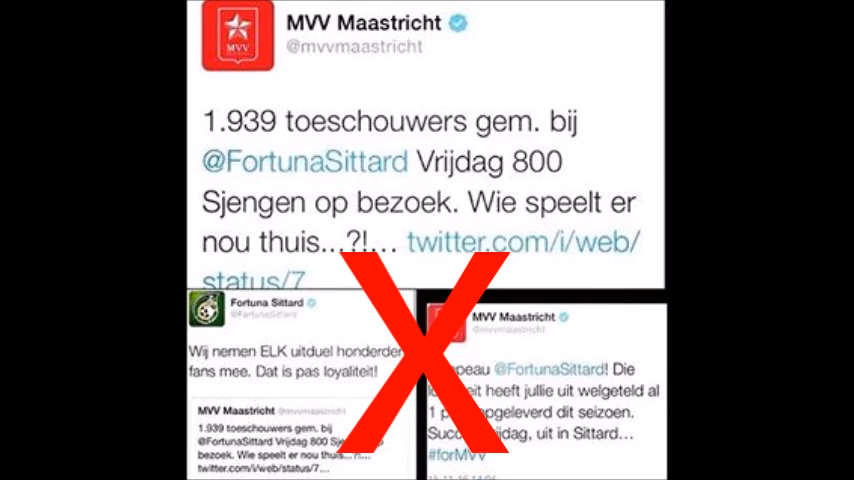 MVV
MVV Maastricht
@mvvmaastricht
1.939 toeschouwers gem. bij
@FortunaSittard Vrijdag 800
Sjengen op bezoek. Wie speelt er
nou thuis...?!... twitter.com/i/web/
status/7
Fortuna Sittard
@FortunaSittard
Wij nemen ELK uitduel honderden
fans mee. Dat is pas loyaliteit!
MVV Maastricht @mvvmaastricht
1.939 toeschouwers gem. bij
@FortunaSittard Vrijdag 800 op
bezoek. Wie speelt er nou thuis...?!...
twitter.com/i/web/status/7...
MVV Maastricht
@mvvmaastricht
@FortunaSittard! Die
heeft jullie uit welgeteld al
1 opgeleverd dit seizoen.
vrijdag, uit in Sittard...
#forMVV